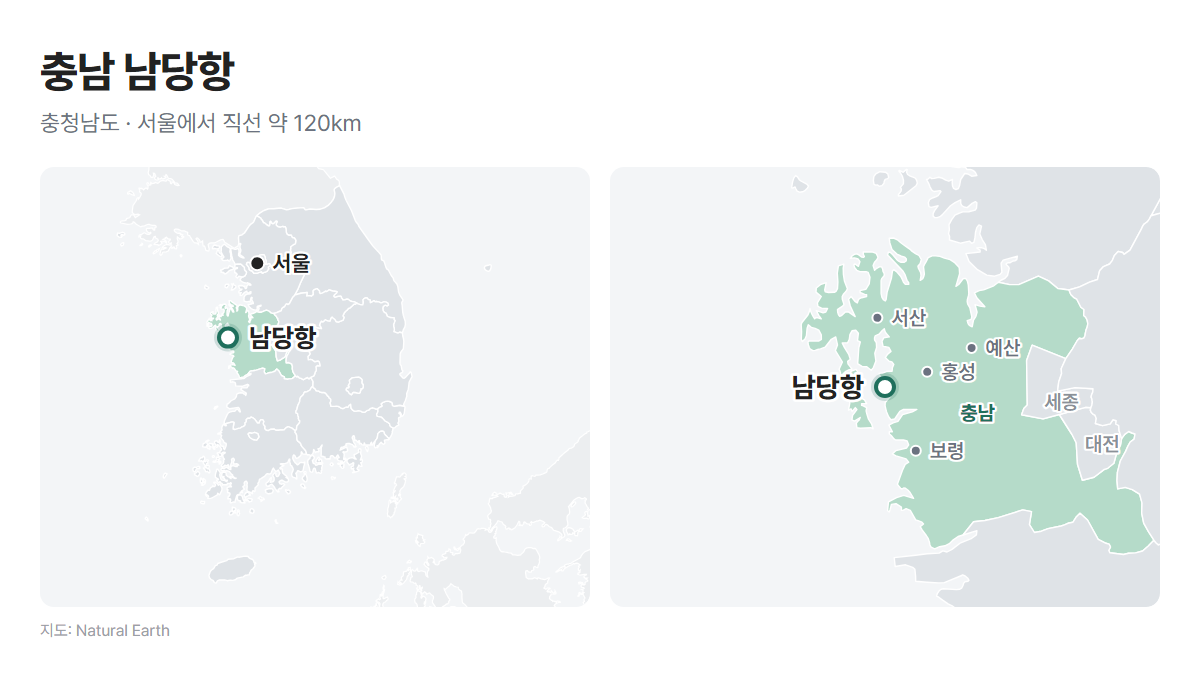 충남 남당항
충청남도 · 서울에서 직선 약 120km
서울
남당항
서산
예산
홍성
남당항
세종
충남
대전
보령
지도: Natural Earth